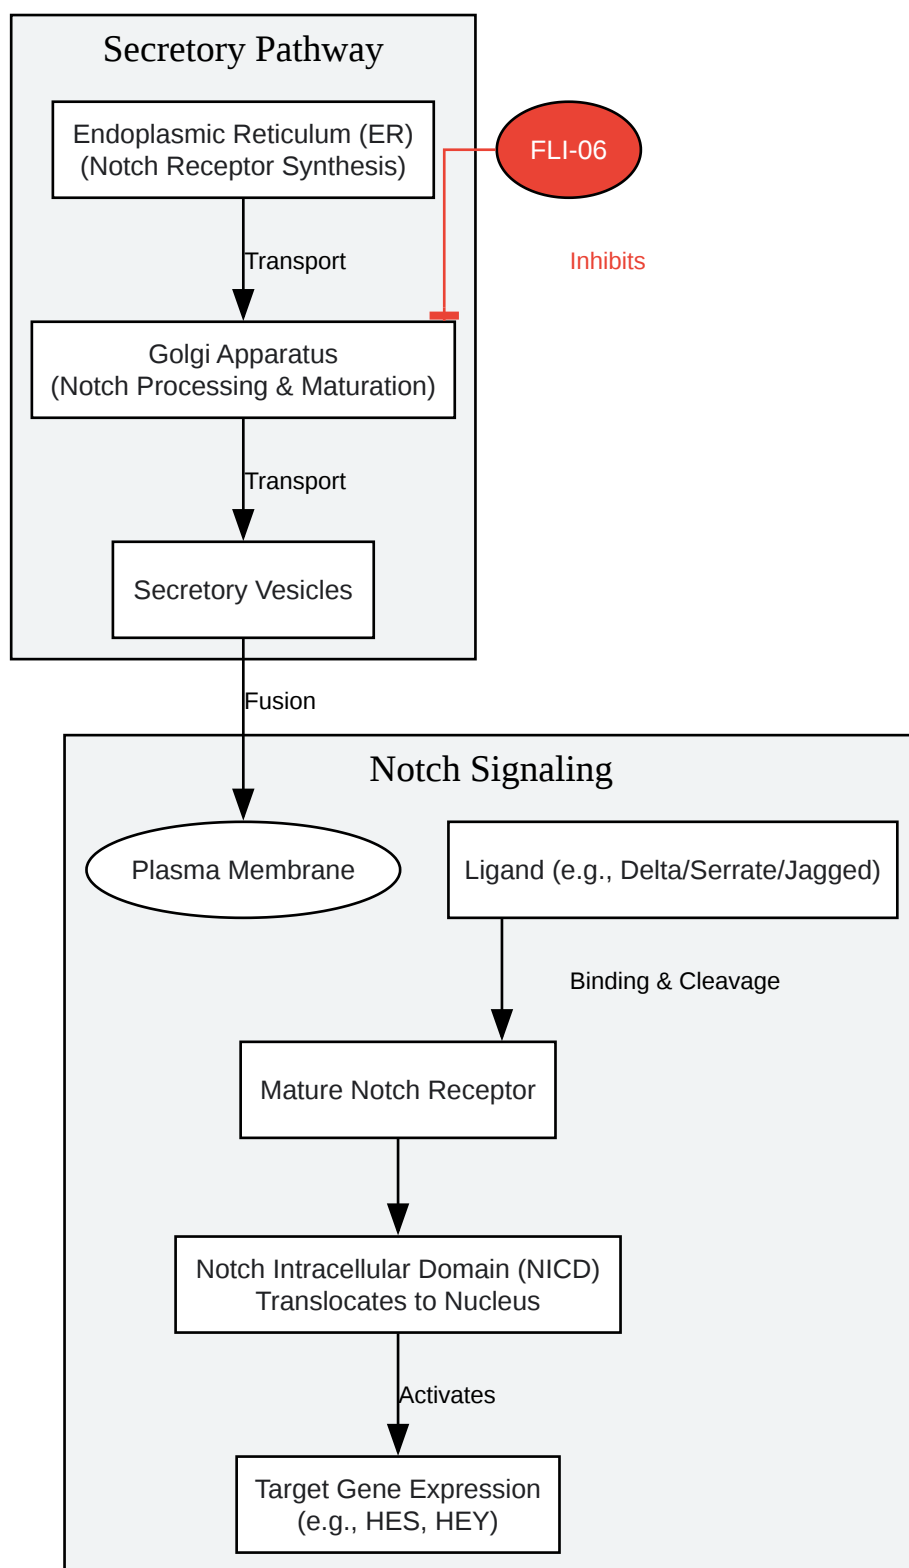 Secretory Pathway
Endoplasmic Reticulum (ER)
(Notch Receptor Synthesis)
FLI-06
Transport
Inhibits
Golgi Apparatus
(Notch Processing & Maturation)
Transport
Secretory Vesicles
Fusion
Notch Signaling
Plasma Membrane
Ligand (e.g., Delta/Serrate/Jagged)
Binding & Cleavage
Mature Notch Receptor
Notch Intracellular Domain (NICD)
Translocates to Nucleus
Activates
Target Gene Expression
(e.g., HES, HEY)